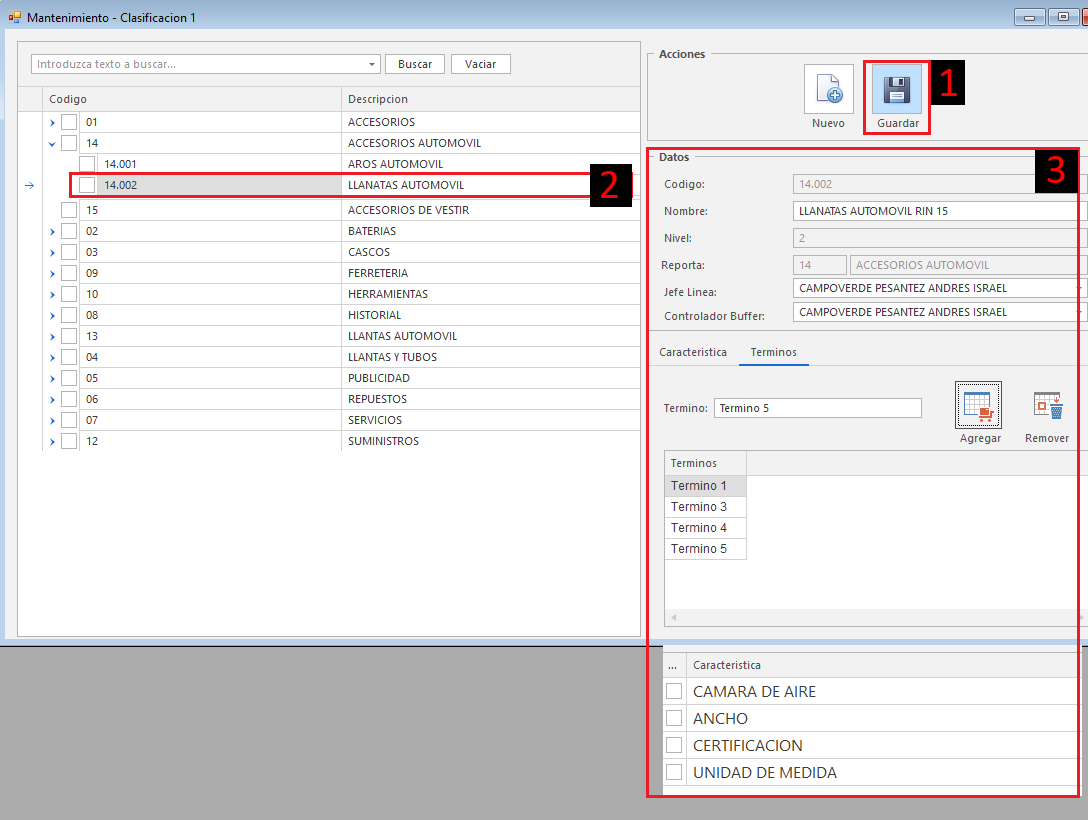 Mantenimiento - Clasificacion 1
Introduzca texto a buscar...
Buscar
Vaciar
Codigo Descripcion
01 ACCESORIOS
14 ACCESORIOS AUTOMOVIL
14.001 AROS AUTOMOVIL
14.002 LLANATAS AUTOMOVIL
2
15 ACCESORIOS DE VESTIR
02 BATERIAS
03 CASCOS
09 FERRETERIA
10 HERRAMIENTAS
08 HISTORIAL
13 LLANTAS AUTOMOVIL
04 LLANTAS Y TUBOS
05 PUBLICIDAD
06 REPUESTOS
07 SERVICIOS
12 SUMINISTROS
Acciones
Nuevo
Guardar
1
Datos
3
Codigo: 14.002
Nombre: LLANATAS AUTOMOVIL RIN 15
Nivel: 2
Reporta: 14 ACCESORIOS AUTOMOVIL
Jefe Linea: CAMPOVERDE PESANTEZ ANDRES ISRAEL
Controlador Buffer: CAMPOVERDE PESANTEZ ANDRES ISRAEL
Caracteristica Terminos
Termino: Termino 5
Agregar
Remover
Terminos
Termino 1
Termino 3
Termino 4
Termino 5
... Caracteristica
CAMARA DE AIRE
ANCHO
CERTIFICACION
UNIDAD DE MEDIDA